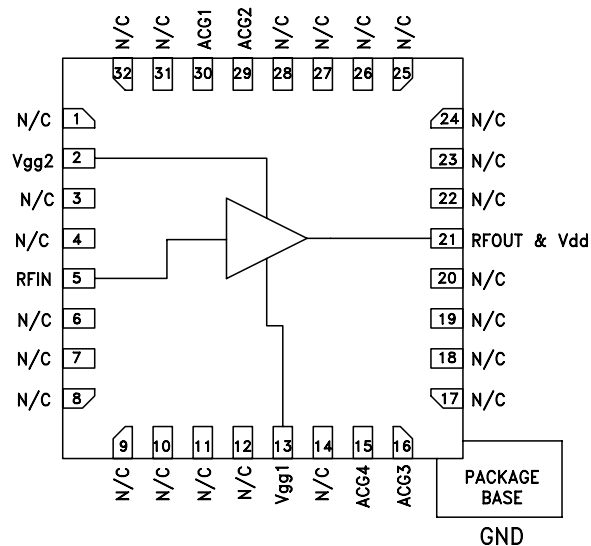 N/C
N/C
ACG1
ACG2
N/C
N/C
N/C
N/C
32
31
30
29
28
27
26
25
N/C 1
Vgg2 2
N/C 3
N/C 4
RFIN 5
N/C 6
N/C 7
N/C 8
24 N/C
23 N/C
22 N/C
21 RFOUT & Vdd
20 N/C
19 N/C
18 N/C
17 N/C
9
10
11
12
13
14
15
16
N/C
N/C
N/C
N/C
Vgg1
N/C
ACG4
ACG3
PACKAGE
BASE
GND